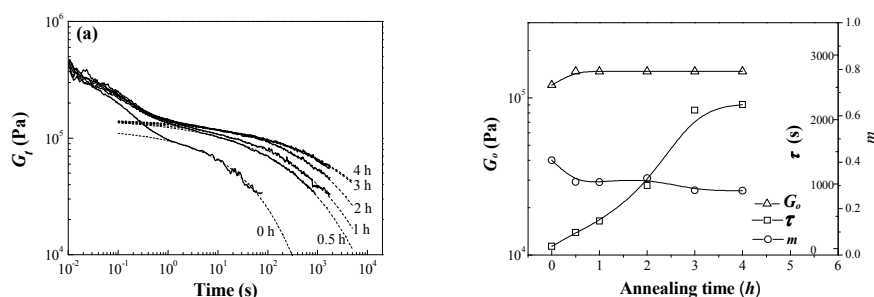 (a)
10^6
10^5
10^4
G_t (Pa)
4 h
3 h
2 h
1 h
0.5 h
0 h
10^-2 10^-1 10^0 10^1 10^2 10^3 10^4
Time (s)
10^5
10^4
G_o (Pa)
3000
2000
1000
0
τ (s)
1.0
0.8
0.6
0.4
0.2
0.0
m
G_o
τ
m
0 1 2 3 4 5 6
Annealing time (h)